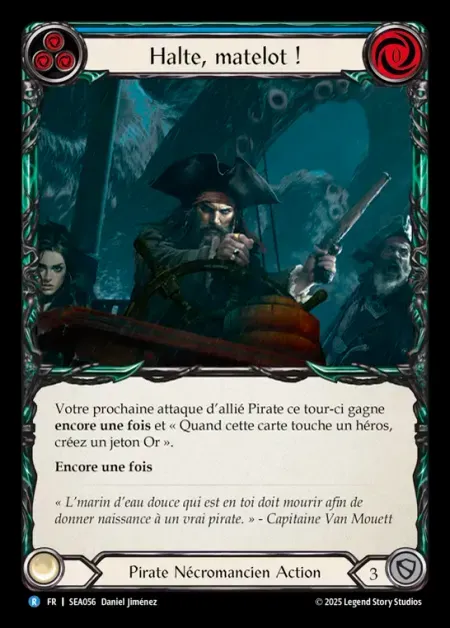 Halte, matelot !
0
Votre prochaine attaque d'allié Pirate ce tour-ci gagne
encore une fois et « Quand cette carte touche un héros,
créez un jeton Or ».
Encore une fois
« L'marin d'eau douce qui est en toi doit mourir afin de
donner naissance à un vrai pirate. » - Capitaine Van Mouett
Pirate Nécromancien Action
3
R FR | SEA056 Daniel Jiménez
© 2025 Legend Story Studios